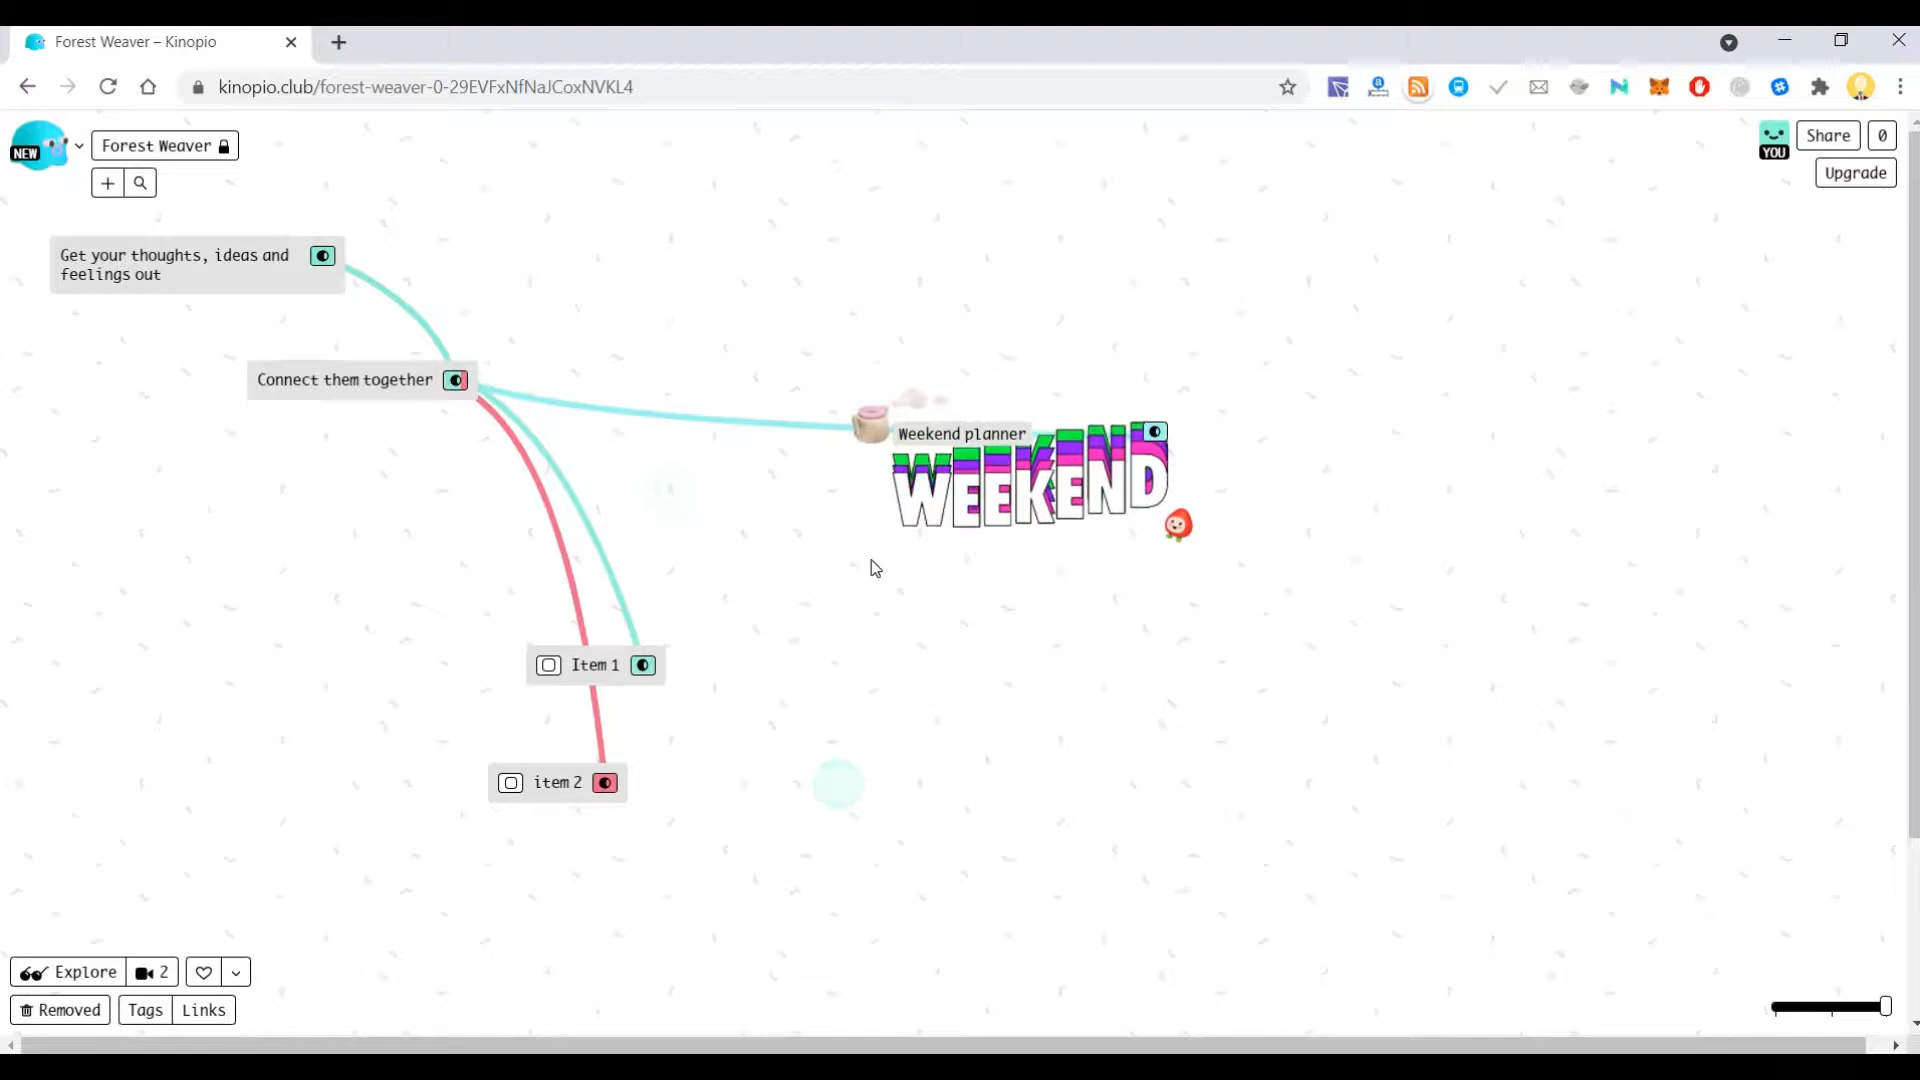 Forest Weaver – Kinopio
kinopio.club/forest-weaver-0-29EVFxNfNaJCoxNVKL4
NEW
Forest Weaver
YOU
Share
0
Upgrade
Get your thoughts, ideas and
feelings out
Connect them together
Weekend planner
WEEKEND
Item 1
item 2
Explore
2
Removed
Tags
Links